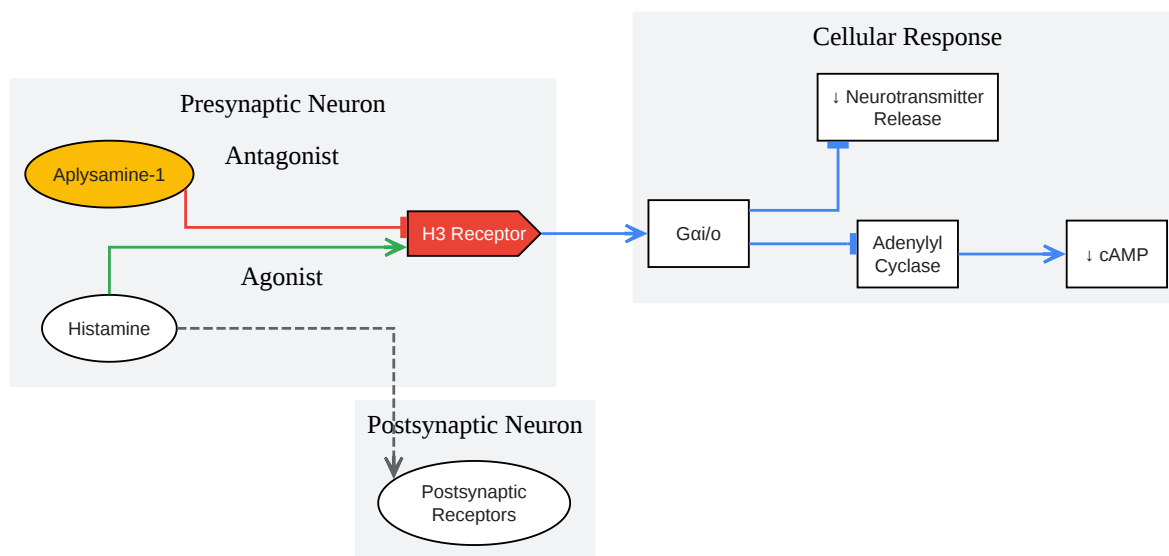 Cellular Response
↓ Neurotransmitter
Release
Presynaptic Neuron
Antagonist
Aplysamine-1
H3 Receptor
Gαi/o
Adenylyl
Cyclase
↓ cAMP
Agonist
Histamine
Postsynaptic Neuron
Postsynaptic
Receptors